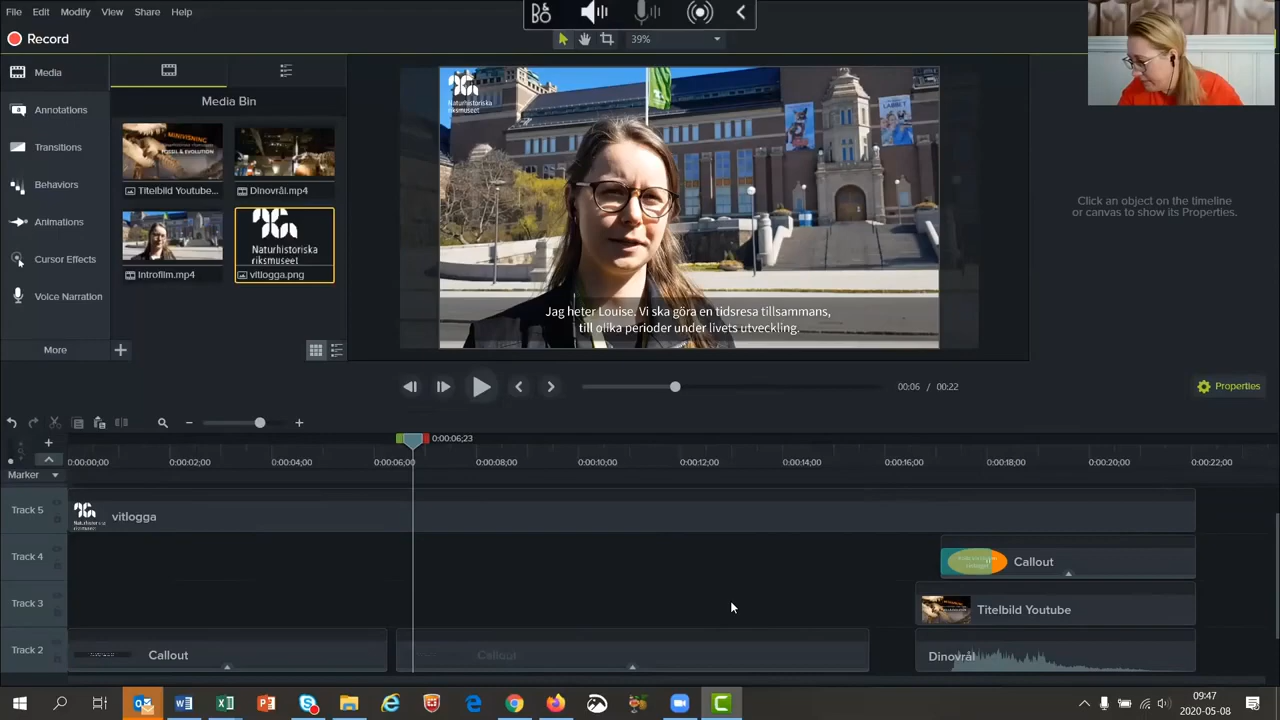 File Edit Modify View Share Help
Record
39%
Media
Annotations
Transitions
Behaviors
Animations
Cursor Effects
Voice Narration
More
Media Bin
MINIVISNING
FOSSIL & EVOLUTION
Titelbild Youtube...
Dinovrål.mp4
Introfilm.mp4
Naturhistoriska
riksmuseet
vitlogga.png
Naturhistoriska
riksmuseet
Jag heter Louise. Vi ska göra en tidsresa tillsammans,
till olika perioder under livets utveckling.
Click an object on the timeline
or canvas to show its Properties.
00:06 / 00:22
Properties
0:00:06;23
0:00:00;00 0:00:02;00 0:00:04;00 0:00:06;00 0:00:08;00 0:00:10;00 0:00:12;00 0:00:14;00 0:00:16;00 0:00:18;00 0:00:20;00 0:00:22;00
Marker
Track 5
vitlogga
Track 4
Callout
Track 3
Titelbild Youtube
Track 2
Callout
Callout
Dinovrål
09:47
2020-05-08